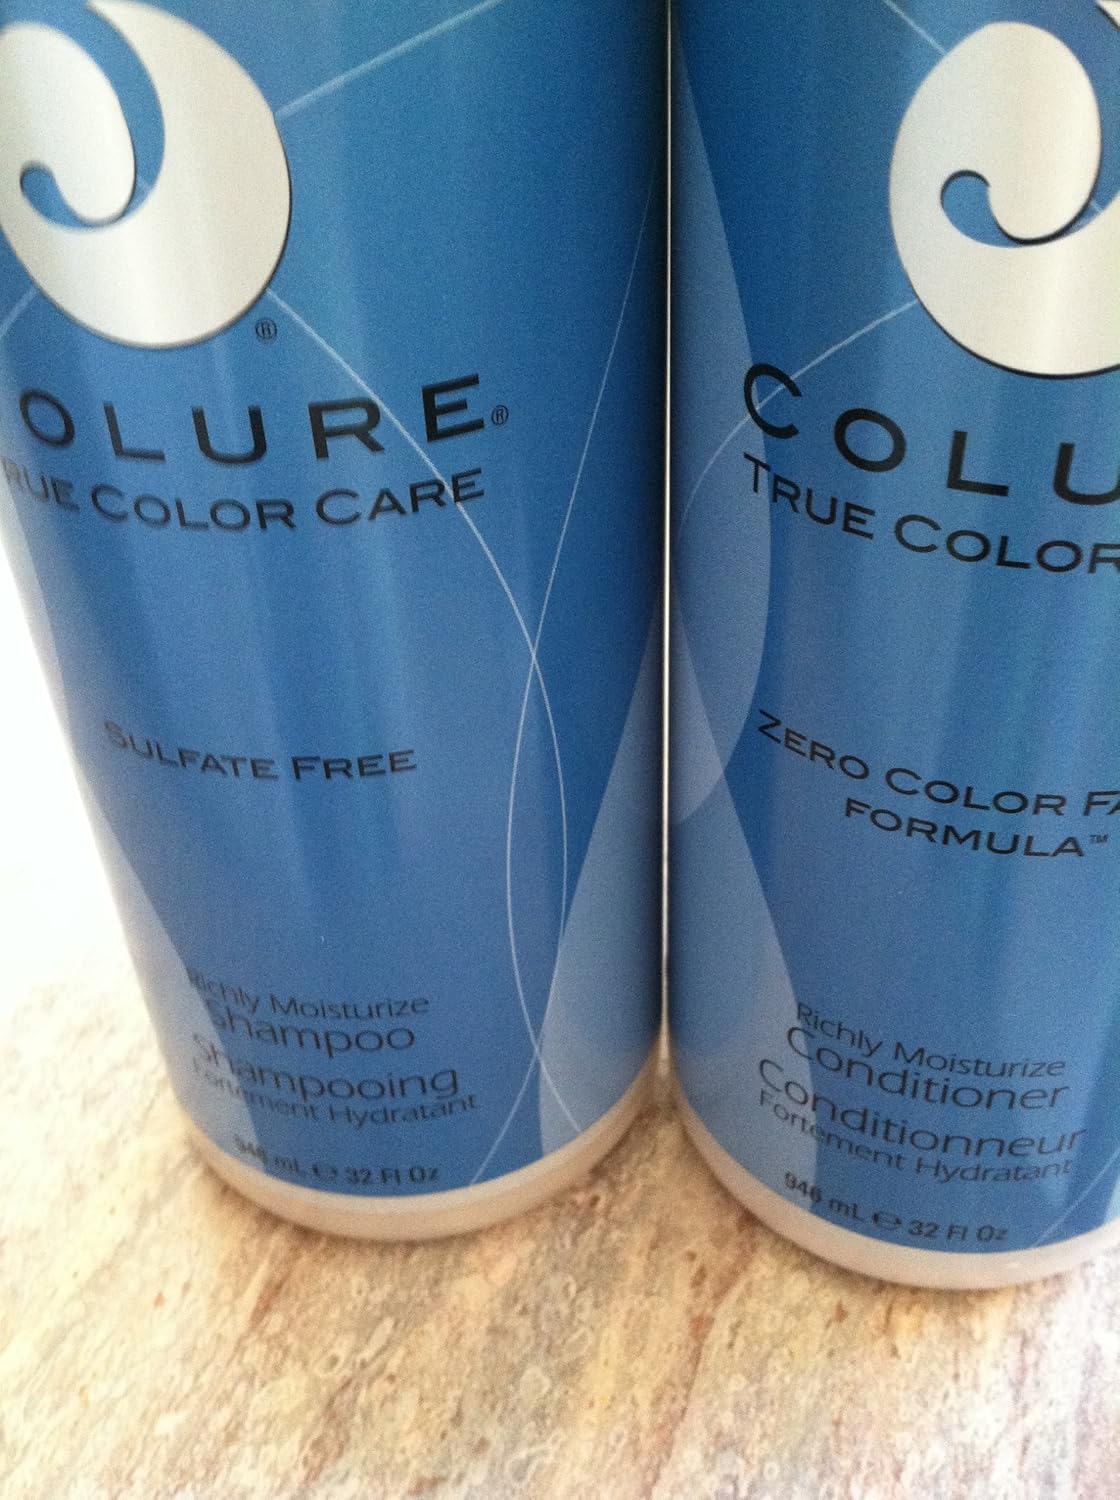 ®
OLURE®
RUE COLOR CARE
SULFATE FREE
Richly Moisturize
Shampoo
shampooing
Fortement Hydratant
946 mL e 32 Fl Oz
COLU
TRUE COLOR
ZERO COLOR FA
FORMULA™
Richly Moisturize
Conditioner
Conditionneur
Fortement Hydratant
946 mL e 32 Fl Oz